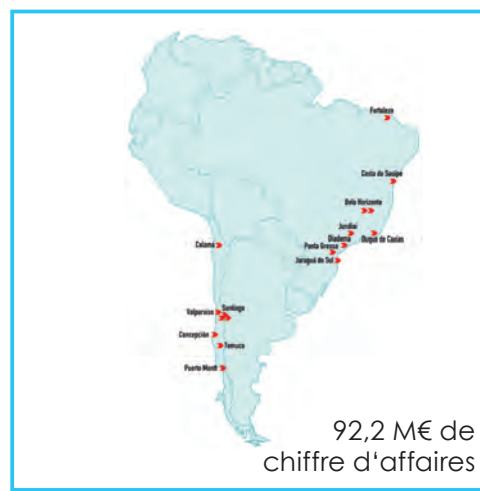 Fortaleza
Costa do Sauipe
Belo Horizonte
Jundiaí
Diadema
Duque de Caxias
Ponta Grossa
Calama
Jaraguá do Sul
Santiago
Valparaiso
Concepción
Temuco
Puerto Montt
92,2 M€ de
chiffre d'affaires